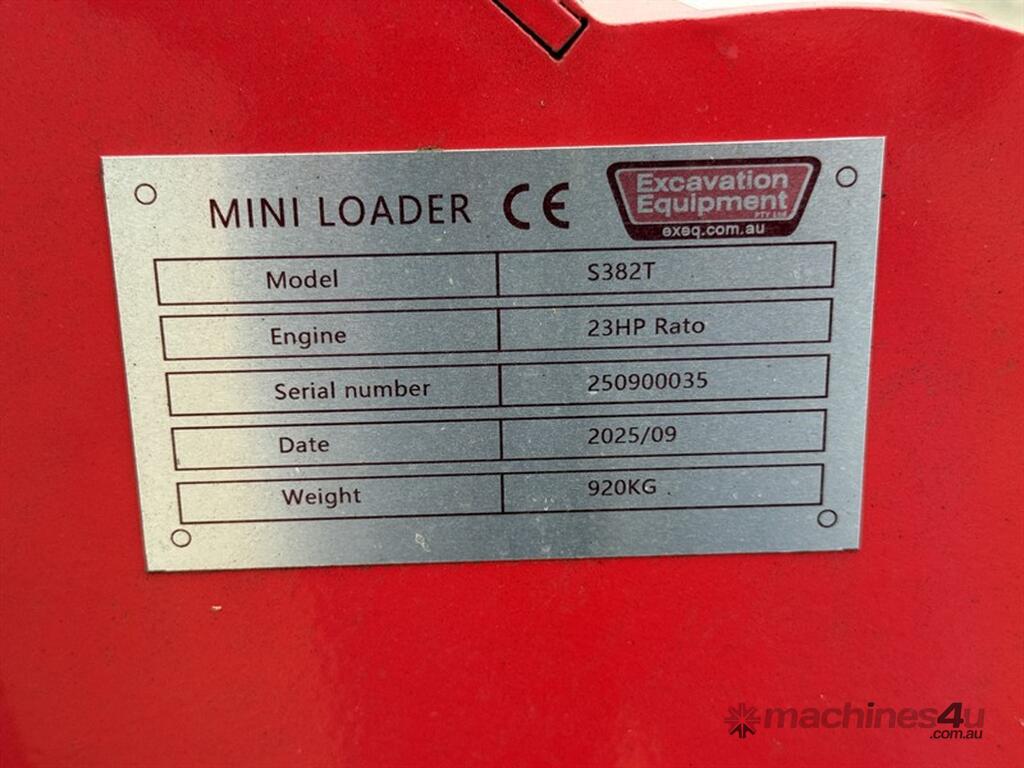 MINI LOADER CE
Excavation
Equipment
PTY Ltd
exeq.com.au
Model S382T
Engine 23HP Rato
Serial number 250900035
Date 2025/09
Weight 920KG
machines4u
.com.au